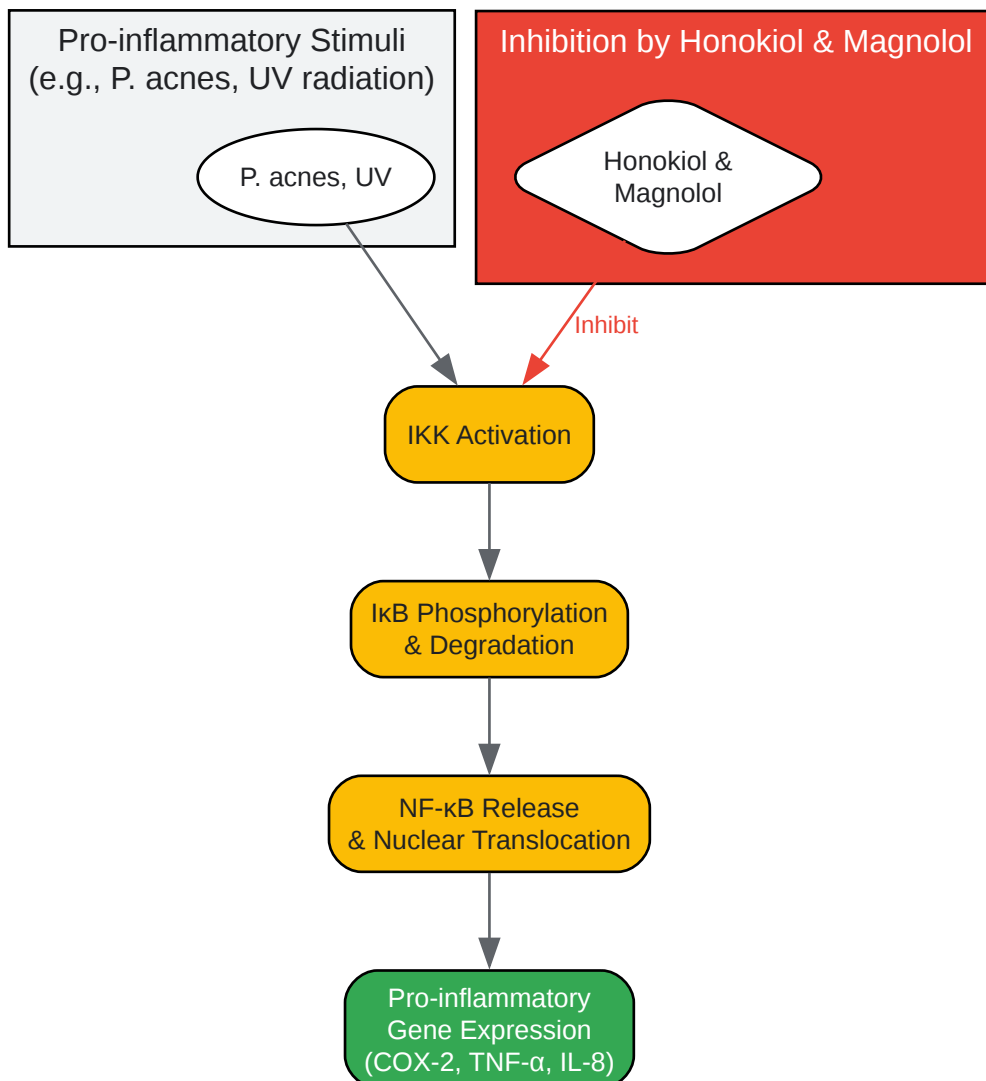 Pro-inflammatory Stimuli
(e.g., P. acnes, UV radiation)
P. acnes, UV
Inhibition by Honokiol & Magnolol
Honokiol &
Magnolol
Inhibit
IKK Activation
IκB Phosphorylation
& Degradation
NF-κB Release
& Nuclear Translocation
Pro-inflammatory
Gene Expression
(COX-2, TNF-α, IL-8)